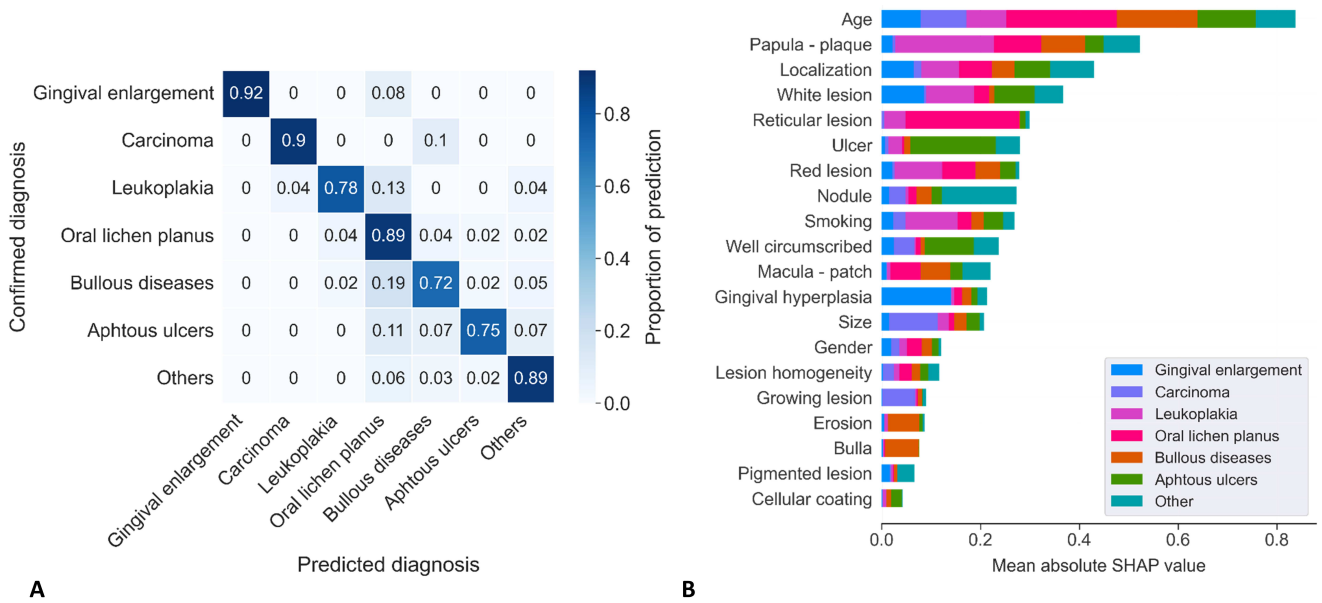 Confirmed diagnosis
Gingival enlargement 0.92 0 0 0.08 0 0 0
Carcinoma 0 0.9 0 0 0.1 0 0
Leukoplakia 0 0.04 0.78 0.13 0 0 0.04
Oral lichen planus 0 0 0.04 0.89 0.04 0.02 0.02
Bullous diseases 0 0 0.02 0.19 0.72 0.02 0.05
Aphtous ulcers 0 0 0 0.11 0.07 0.75 0.07
Others 0 0 0 0.06 0.03 0.02 0.89
Gingival enlargement
Carcinoma
Leukoplakia
Oral lichen planus
Bullous diseases
Aphtous ulcers
Others
Predicted diagnosis
0.8
0.6
0.4
0.2
0.0
Proportion of prediction
A
Age
Papula - plaque
Localization
White lesion
Reticular lesion
Ulcer
Red lesion
Nodule
Smoking
Well circumscribed
Macula - patch
Gingival hyperplasia
Size
Gender
Lesion homogeneity
Growing lesion
Erosion
Bulla
Pigmented lesion
Cellular coating
Gingival enlargement
Carcinoma
Leukoplakia
Oral lichen planus
Bullous diseases
Aphtous ulcers
Other
0.0 0.2 0.4 0.6 0.8
Mean absolute SHAP value
B